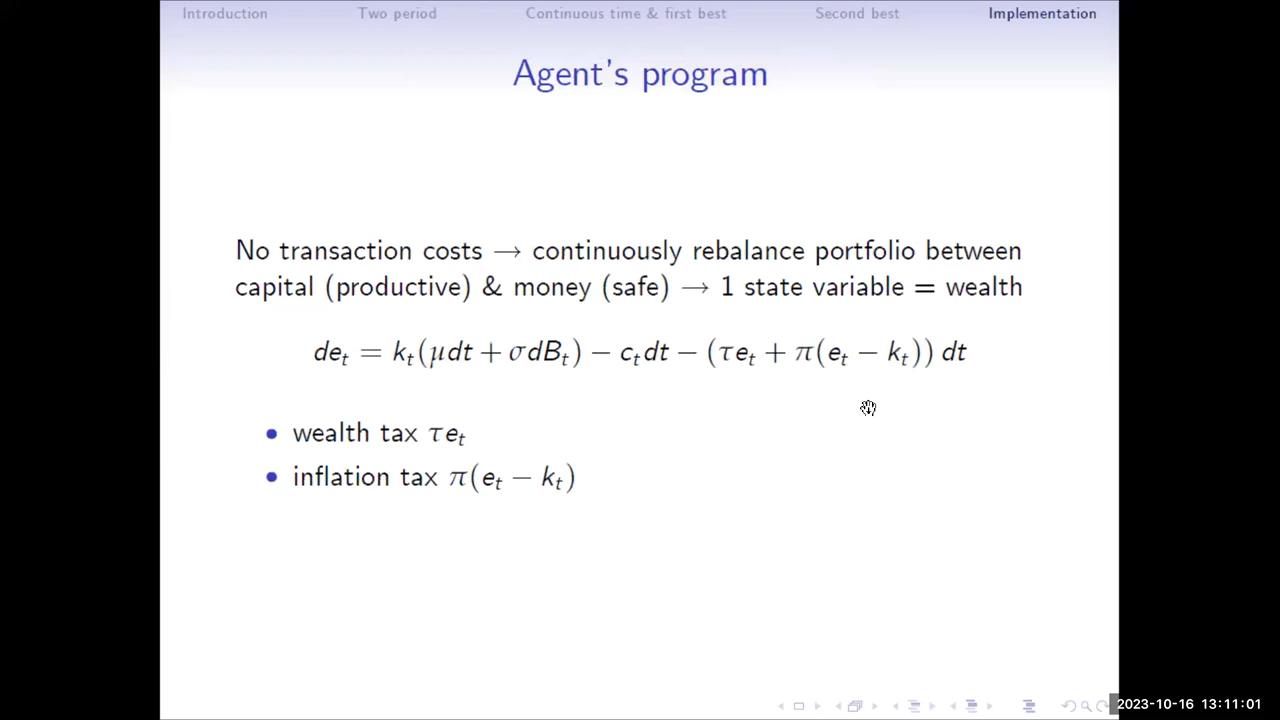 Introduction Two period Continuous time & first best Second best Implementation
Agent's program
No transaction costs → continuously rebalance portfolio between
capital (productive) & money (safe) → 1 state variable = wealth
de_t = k_t(μdt + σdB_t) − c_tdt − (τe_t + π(e_t − k_t)) dt
• wealth tax τe_t
• inflation tax π(e_t − k_t)
2023-10-16 13:11:01